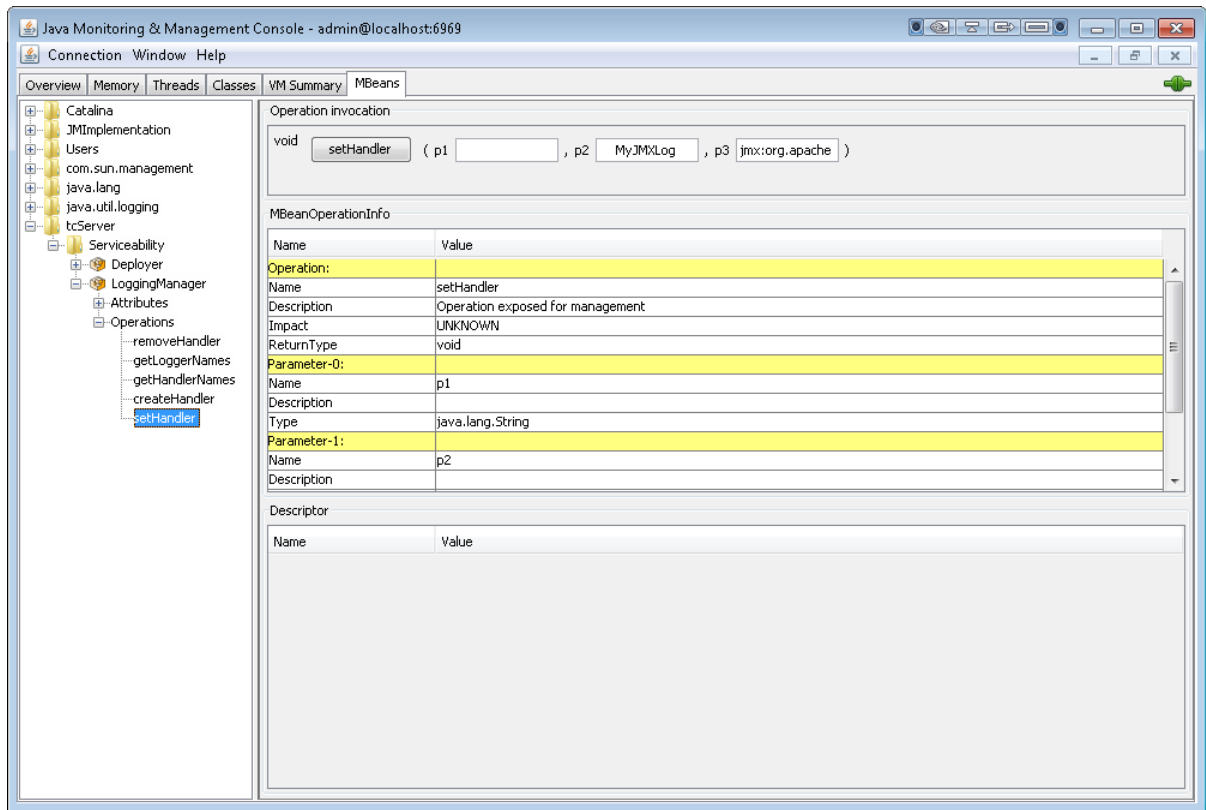 Java Monitoring & Management Console - admin@localhost:6969
Connection Window Help
Overview Memory Threads Classes VM Summary MBeans
Catalina
JMImplementation
Users
com.sun.management
java.lang
java.util.logging
tcServer
Serviceability
Deployer
LoggingManager
Attributes
Operations
removeHandler
getLoggerNames
getHandlerNames
createHandler
setHandler
Operation invocation
void setHandler ( p1 , p2 MyJMXLog , p3 jmx:org.apache )
MBeanOperationInfo
Name Value
Operation:
Name setHandler
Description Operation exposed for management
Impact UNKNOWN
ReturnType void
Parameter-0:
Name p1
Description
Type java.lang.String
Parameter-1:
Name p2
Description
Descriptor
Name Value